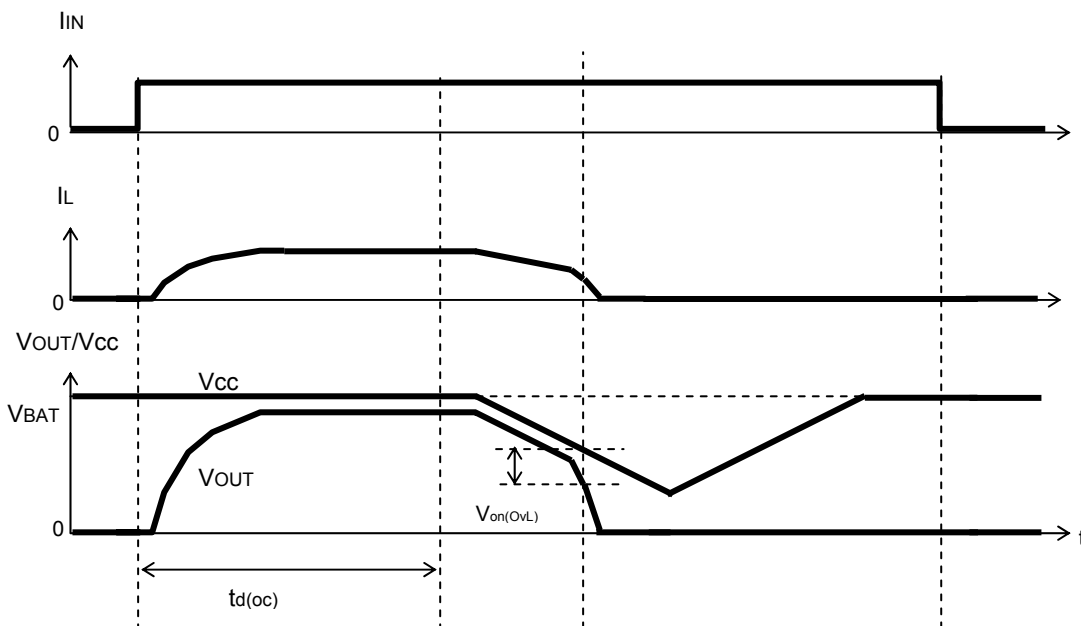 IIN
0
IL
0
VOUT/Vcc
Vcc
VBAT
VOUT
Von(OvL)
0
t
td(oc)